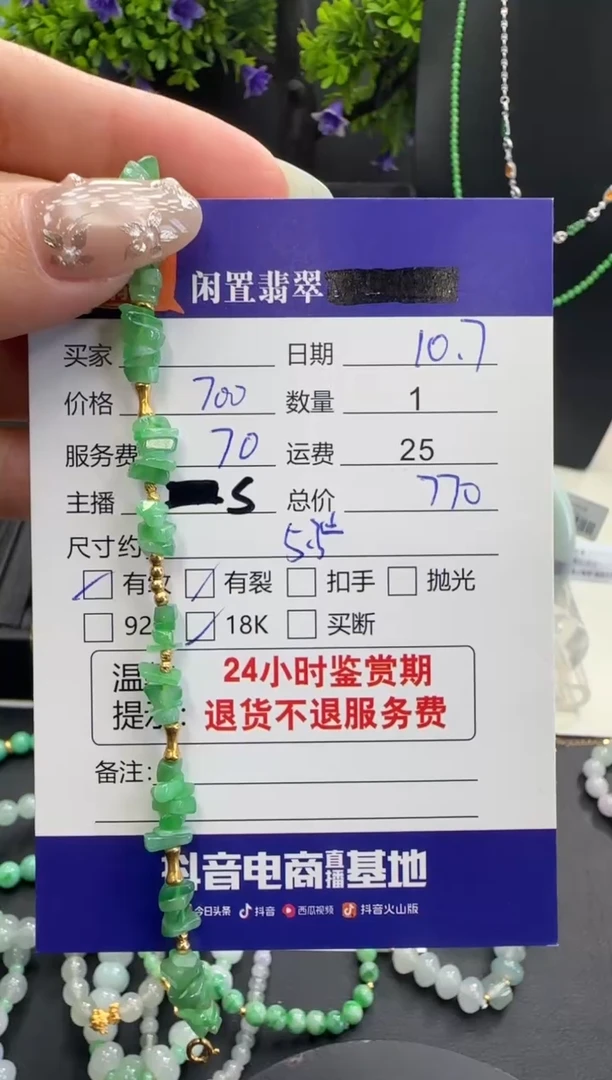 闲置翡翠
买家 日期 10.7
价格 700 数量 1
服务费 70 运费 25
主播 S 总价 770
尺寸约
有 有裂 扣手 抛光
92 18K 买断
温 24小时鉴赏期
提示: 退货不退服务费
备注:
抖音电商直播基地
今日头条 抖音 西瓜视频 抖音火山版